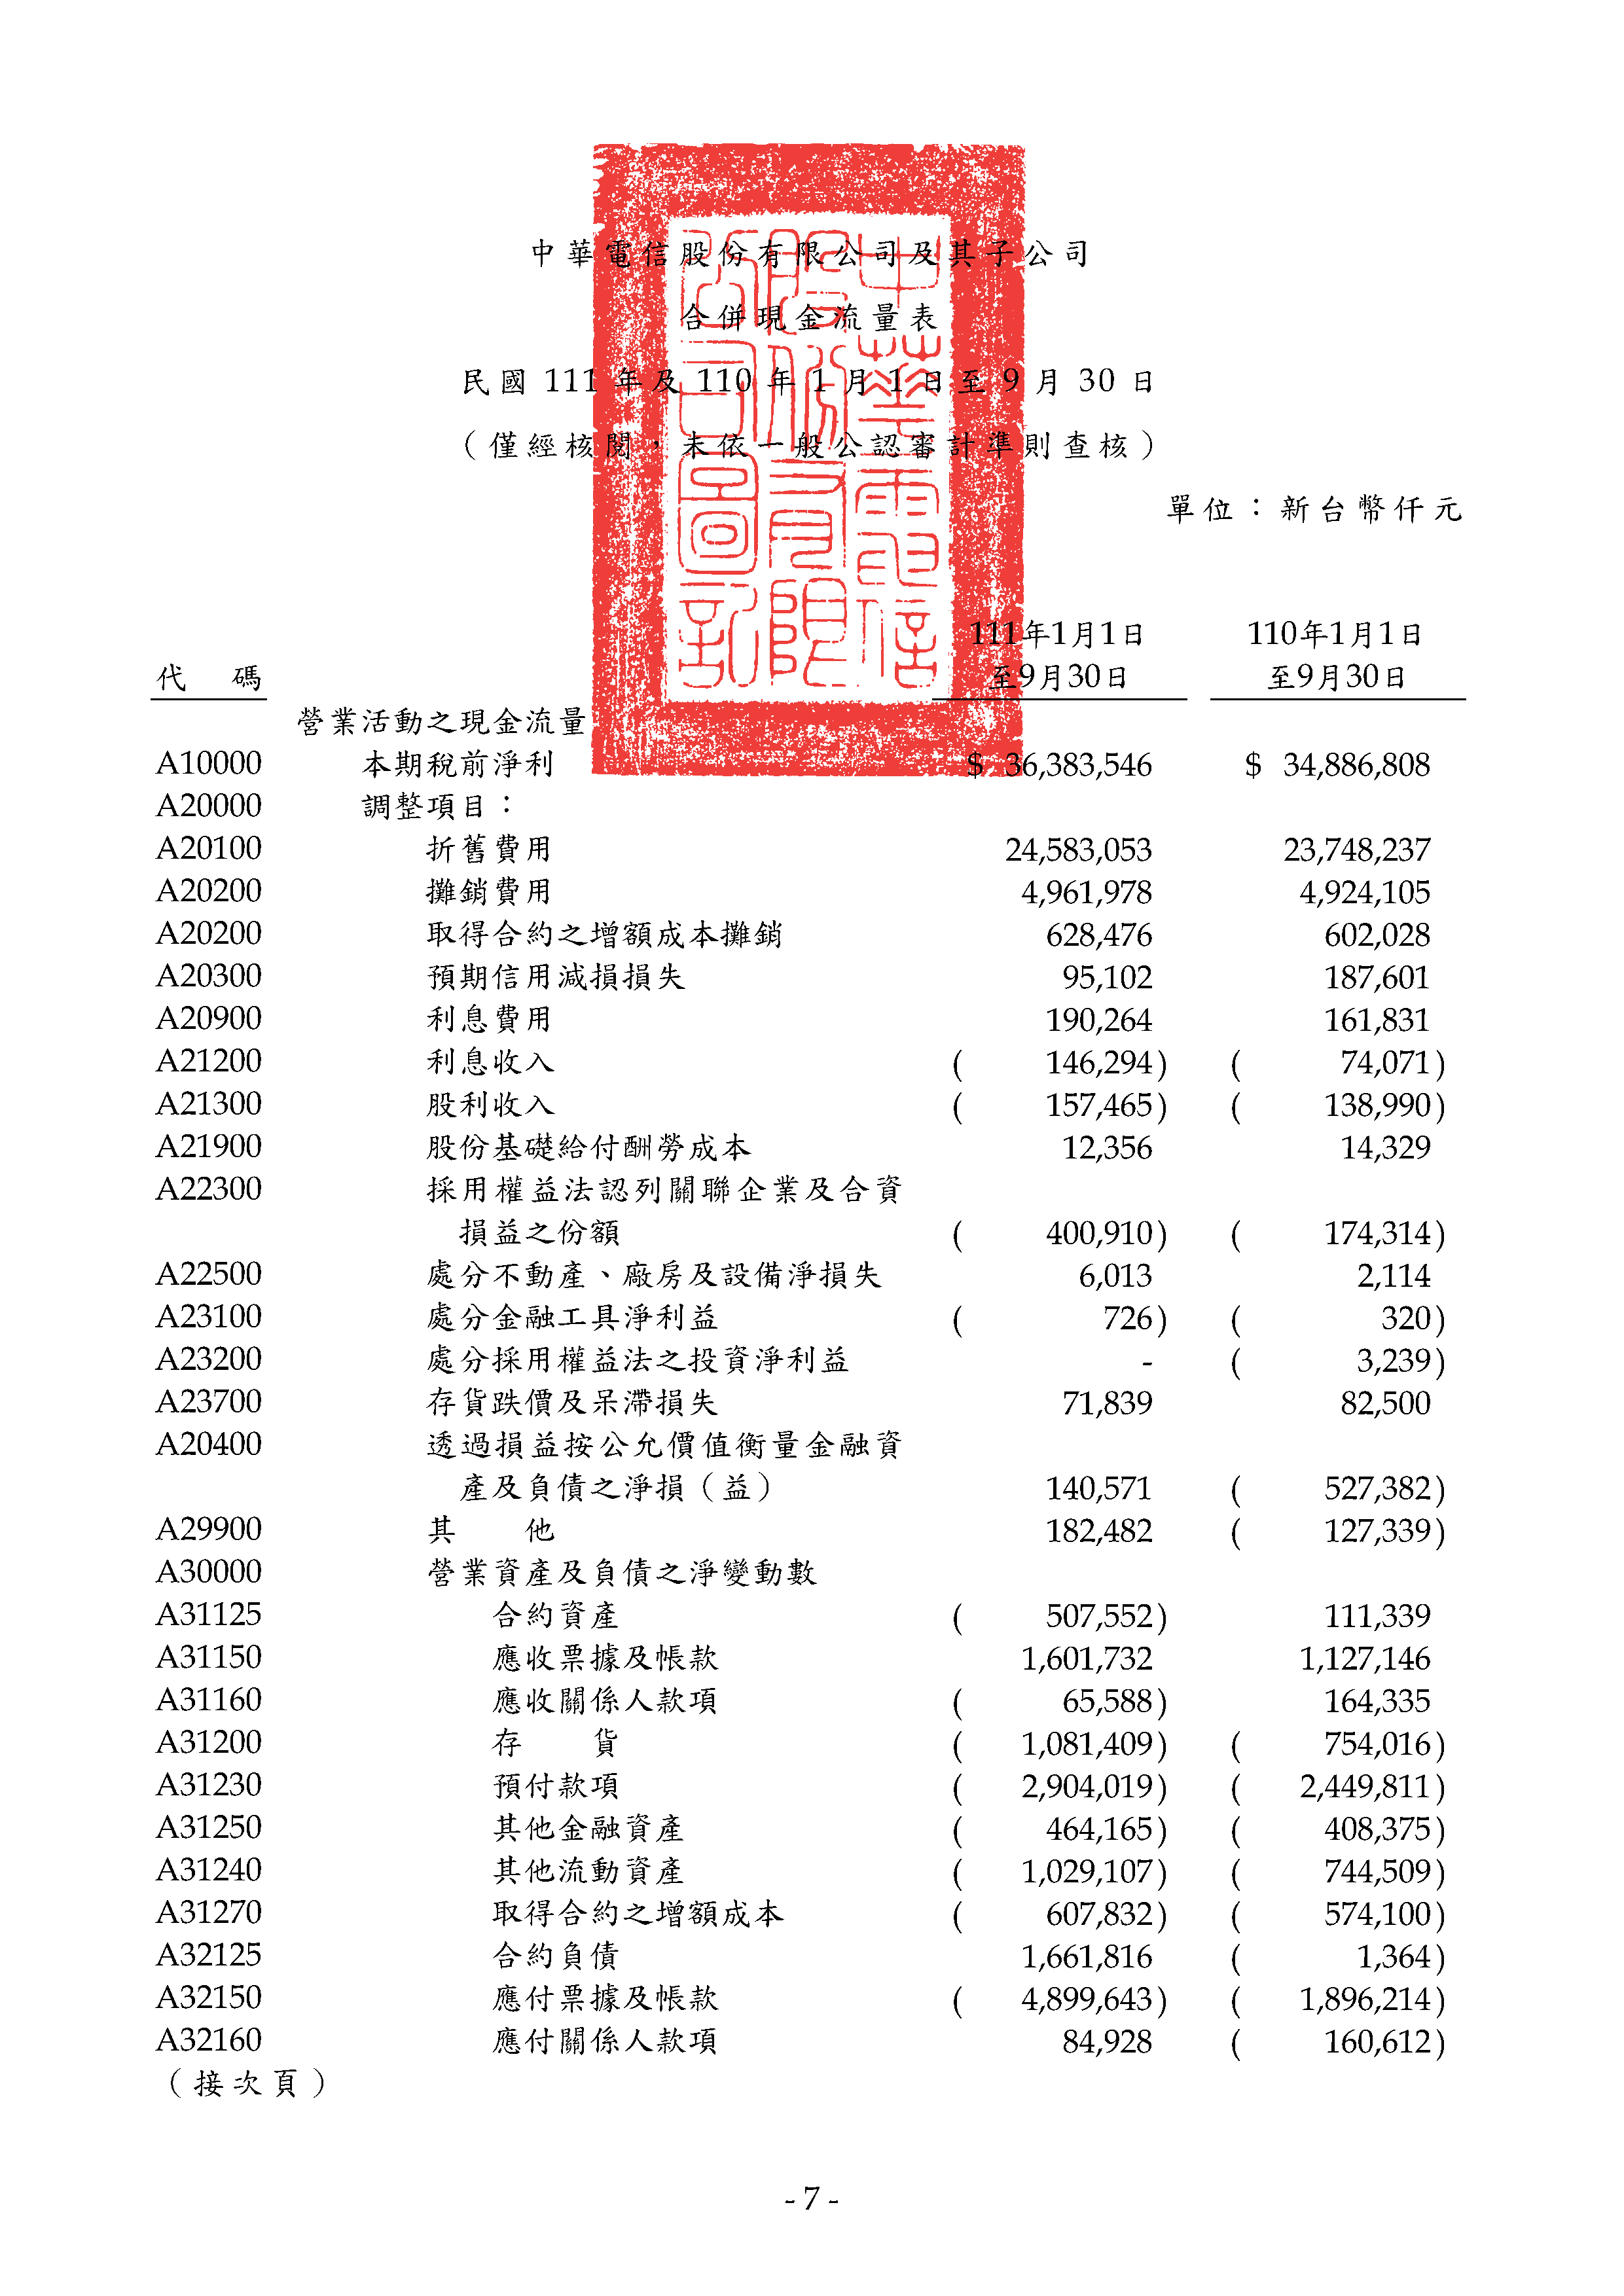 中華電信股份有限公司及其子公司
合併現金流量表
民國 111 年及 110 年 1 月 1 日至 9 月 30 日
（僅經核閱，未依一般公認審計準則查核）
單位：新台幣仟元
111年1月1日 110年1月1日
代 碼 至9月30日 至9月30日
營業活動之現金流量
A10000 本期稅前淨利 $ 36,383,546 $ 34,886,808
A20000 調整項目：
A20100 折舊費用 24,583,053 23,748,237
A20200 攤銷費用 4,961,978 4,924,105
A20200 取得合約之增額成本攤銷 628,476 602,028
A20300 預期信用減損損失 95,102 187,601
A20900 利息費用 190,264 161,831
A21200 利息收入 ( 146,294) ( 74,071)
A21300 股利收入 ( 157,465) ( 138,990)
A21900 股份基礎給付酬勞成本 12,356 14,329
A22300 採用權益法認列關聯企業及合資
損益之份額 ( 400,910) ( 174,314)
A22500 處分不動產、廠房及設備淨損失 6,013 2,114
A23100 處分金融工具淨利益 ( 726) ( 320)
A23200 處分採用權益法之投資淨利益 - ( 3,239)
A23700 存貨跌價及呆滯損失 71,839 82,500
A20400 透過損益按公允價值衡量金融資
產及負債之淨損（益） 140,571 ( 527,382)
A29900 其 他 182,482 ( 127,339)
A30000 營業資產及負債之淨變動數
A31125 合約資產 ( 507,552) 111,339
A31150 應收票據及帳款 1,601,732 1,127,146
A31160 應收關係人款項 ( 65,588) 164,335
A31200 存 貨 ( 1,081,409) ( 754,016)
A31230 預付款項 ( 2,904,019) ( 2,449,811)
A31250 其他金融資產 ( 464,165) ( 408,375)
A31240 其他流動資產 ( 1,029,107) ( 744,509)
A31270 取得合約之增額成本 ( 607,832) ( 574,100)
A32125 合約負債 1,661,816 ( 1,364)
A32150 應付票據及帳款 ( 4,899,643) ( 1,896,214)
A32160 應付關係人款項 84,928 ( 160,612)
（接次頁）
- 7 -
中華電信
股份有限
公司圖記